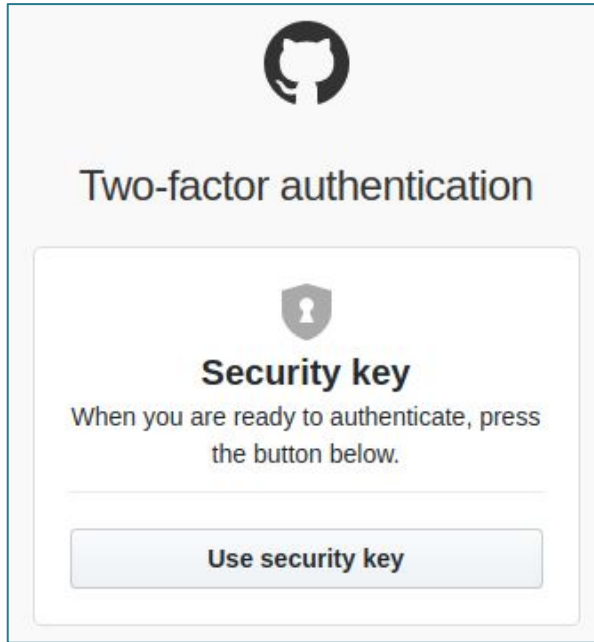 Two-factor authentication
Security key
When you are ready to authenticate, press
the button below.
Use security key